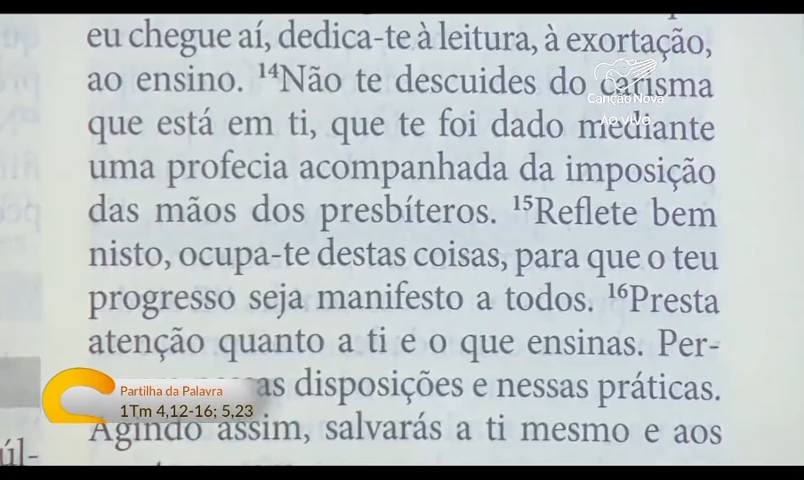 eu chegue aí, dedica-te à leitura, à exortação,
ao ensino. ¹⁴Não te descuides do carisma
que está em ti, que te foi dado mediante
uma profecia acompanhada da imposição
das mãos dos presbíteros. ¹⁵Reflete bem
nisto, ocupa-te destas coisas, para que o teu
progresso seja manifesto a todos. ¹⁶Presta
atenção quanto a ti e o que ensinas. Per-
as disposições e nessas práticas.
Agindo assim, salvarás a ti mesmo e aos
Canção Nova
AO VIVO
Partilha da Palavra
1Tm 4,12-16; 5,23
úl-